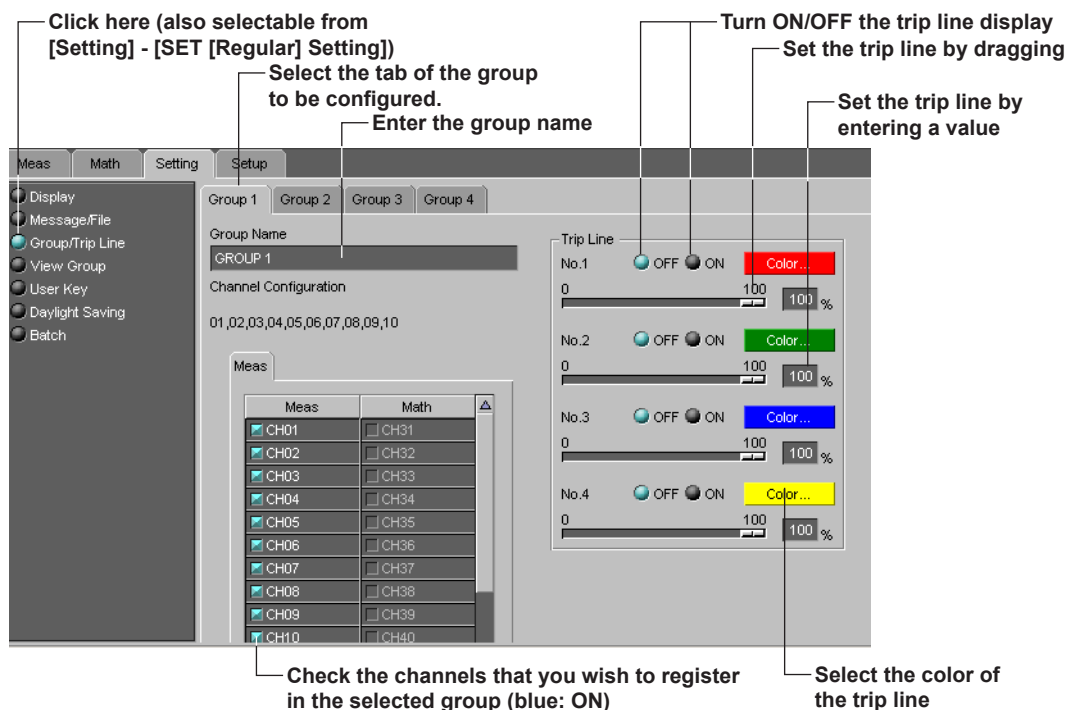 Click here (also selectable from
[Setting] - [SET [Regular] Setting])
Select the tab of the group
to be configured.
Enter the group name
Turn ON/OFF the trip line display
Set the trip line by dragging
Set the trip line by
entering a value
Meas Math Setting Setup
Display
Message/File
Group/Trip Line
View Group
User Key
Daylight Saving
Batch
Group 1 Group 2 Group 3 Group 4
Group Name
GROUP 1
Channel Configuration
01,02,03,04,05,06,07,08,09,10
Meas
Meas Math
CH01 CH31
CH02 CH32
CH03 CH33
CH04 CH34
CH05 CH35
CH06 CH36
CH07 CH37
CH08 CH38
CH09 CH39
CH10 CH40
Trip Line
No.1 OFF ON Color...
0 100 100 %
No.2 OFF ON Color...
0 100 100 %
No.3 OFF ON Color...
0 100 100 %
No.4 OFF ON Color...
0 100 100 %
Check the channels that you wish to register
in the selected group (blue: ON)
Select the color of
the trip line